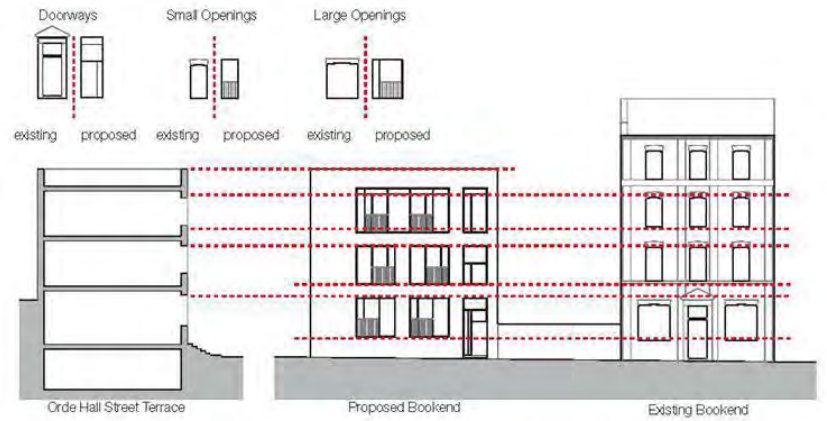 Doorways Small Openings Large Openings
existing proposed existing proposed existing proposed
Orde Hall Street Terrace Proposed Bookend Existing Bookend